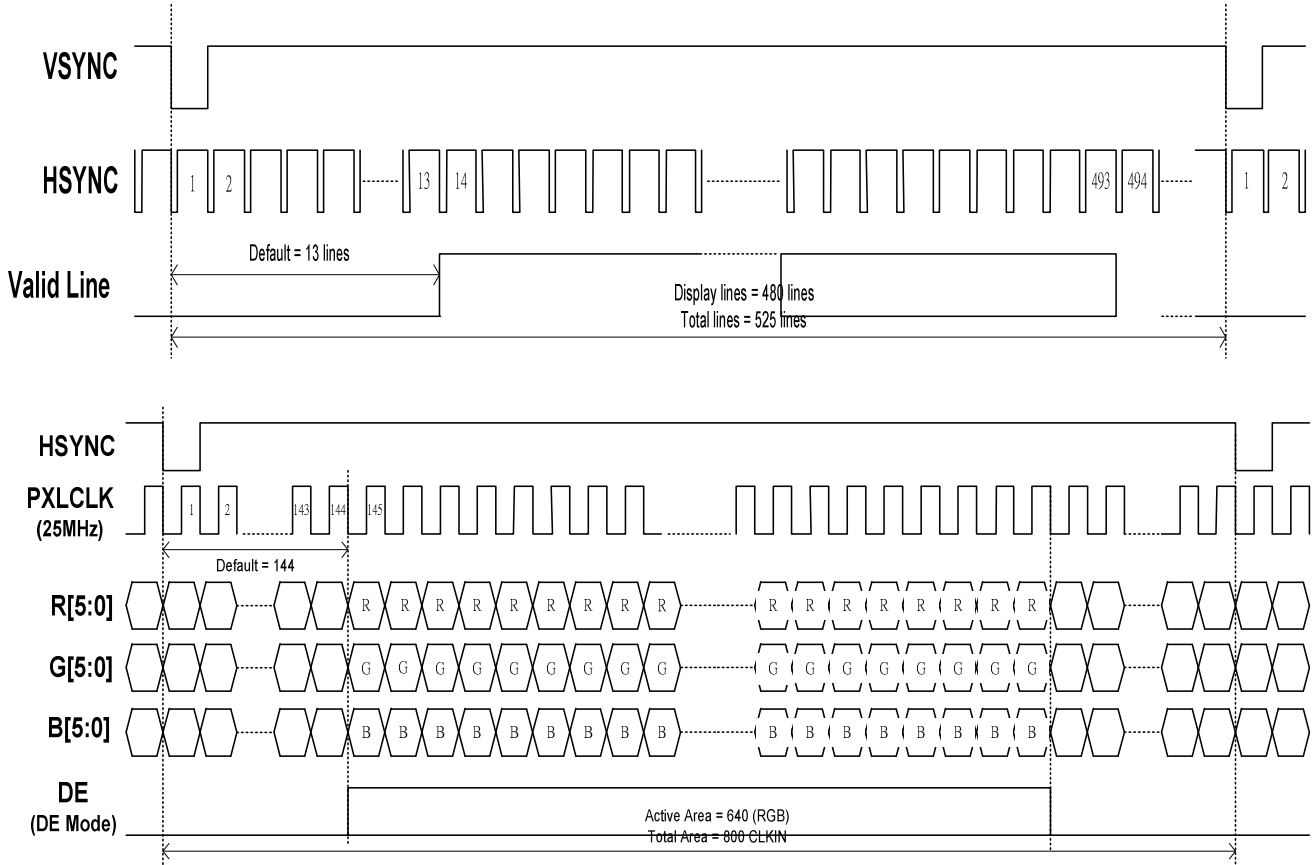 VSYNC
HSYNC 1 2 13 14 493 494 1 2
Default = 13 lines
Valid Line
Display lines = 480 lines
Total lines = 525 lines
HSYNC
PXLCLK 1 2 143 144 145
(25MHz)
Default = 144
R[5:0] R R R R R R R R R R R R R R R R R
G[5:0] G G G G G G G G G G G G G G G G G
B[5:0] B B B B B B B B B B B B B B B B B
DE
(DE Mode)
Active Area = 640 (RGB)
Total Area = 800 CLKIN